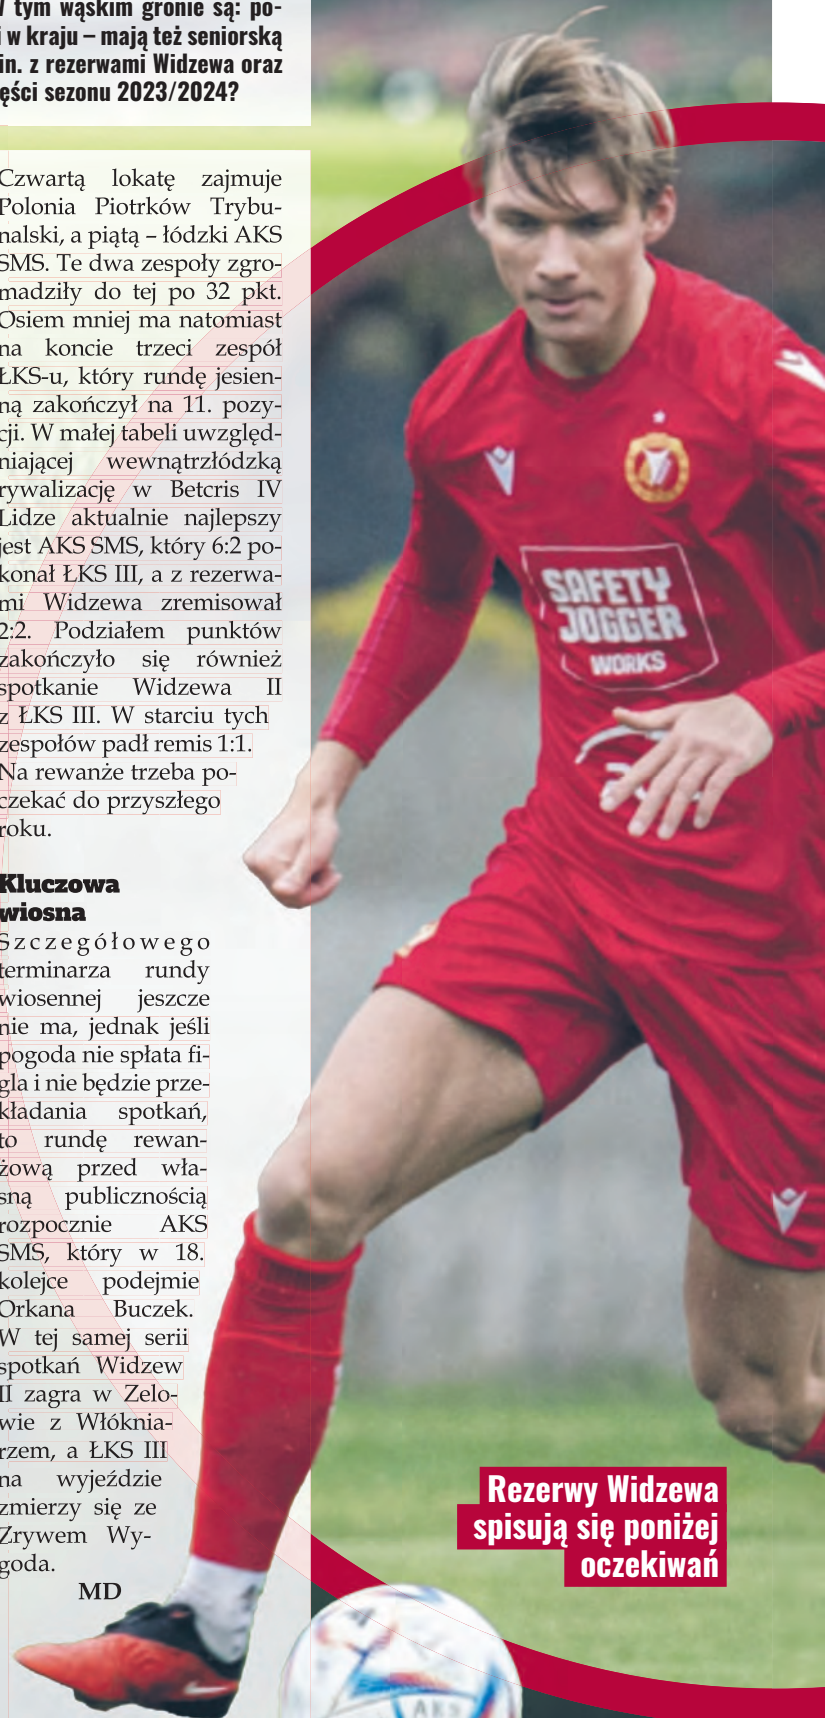 tym wąskim gronie są: po-
i w kraju – mają też seniorską
in. z rezerwami Widzewa oraz
ęści sezonu 2023/2024?
Czwartą lokatę zajmuje
Polonia Piotrków Trybu-
nalski, a piątą – łódzki AKS
SMS. Te dwa zespoły zgro-
madziły do tej po 32 pkt.
Osiem mniej ma natomiast
na koncie trzeci zespół
ŁKS-u, który rundę jesien-
ną zakończył na 11. pozy-
cji. W małej tabeli uwzględ-
niającej wewnątrzłódzką
rywalizację w Betcris IV
Lidze aktualnie najlepszy
jest AKS SMS, który 6:2 po-
konał ŁKS III, a z rezerwa-
mi Widzewa zremisował
2:2. Podziałem punktów
zakończyło się również
spotkanie Widzewa II
z ŁKS III. W starciu tych
zespołów padł remis 1:1.
Na rewanże trzeba po-
czekać do przyszłego
roku.
Kluczowa
wiosna
Szczegółowego
terminarza rundy
wiosennej jeszcze
nie ma, jednak jeśli
pogoda nie spłata fi-
gla i nie będzie prze-
kładania spotkań,
to rundę rewan-
żową przed wła-
sną publicznością
rozpocznie AKS
SMS, który w 18.
kolejce podejmie
Orkana Buczek.
W tej samej serii
spotkań Widzew
II zagra w Zelo-
wie z Włóknia-
rzem, a ŁKS III
na wyjeździe
zmierzy się ze
Zrywem Wy-
goda.
MD
SAFETY
JOGGER
WORKS
Rezerwy Widzewa
spisują się poniżej
oczekiwań
AKS